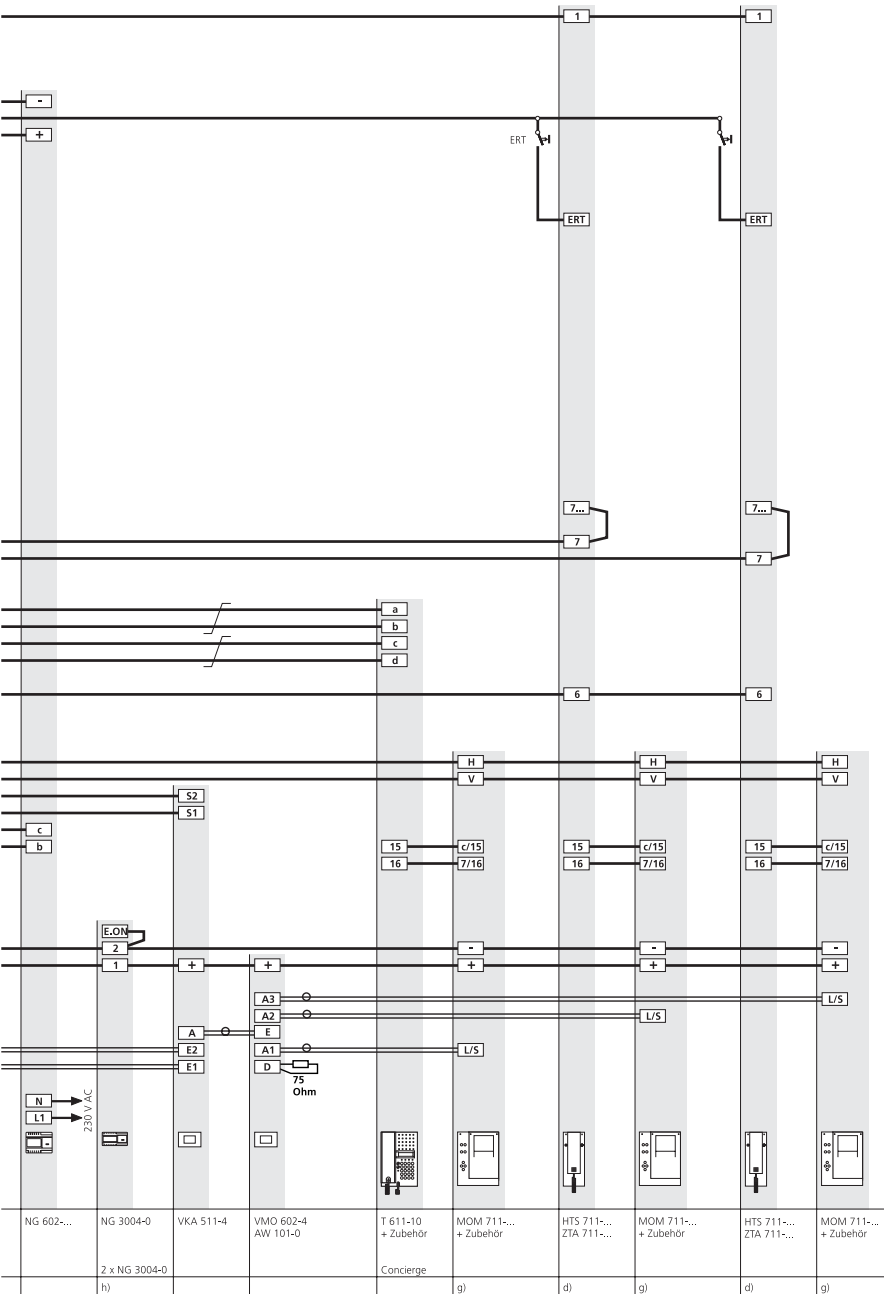 1 1
-
+
ERT
ERT ERT
7... 7...
7
7
a
b
c
d
6 6
H H H
V V V
S2
S1
c
b
15 c/15 15 c/15 15 c/15
16 7/16 16 7/16 16 7/16
E.ON
2 - - -
1 + + + + +
A3 L/S
A2 L/S
A E
E2 A1 L/S
E1 D
75
Ohm
N
L1
230 V AC
NG 602-... NG 3004-0 VKA 511-4 VMO 602-4 T 611-10 MOM 711-... HTS 711-... MOM 711-... HTS 711-... MOM 711-...
AW 101-0 + Zubehör + Zubehör ZTA 711-... + Zubehör ZTA 711-... + Zubehör
2 x NG 3004-0 Concierge
h) g) d) g) d) g)